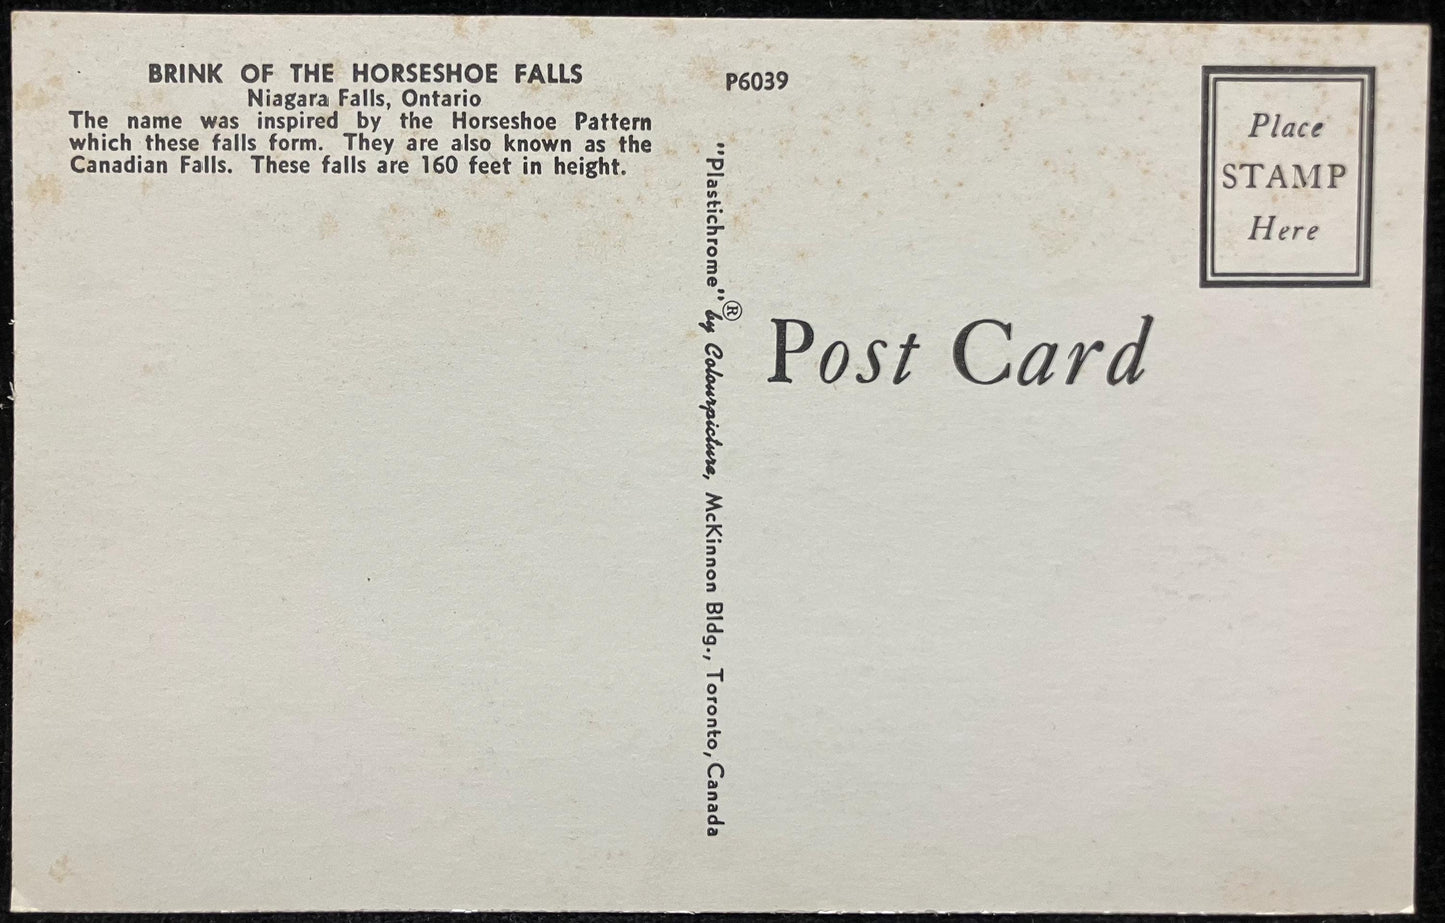 BRINK OF THE HORSESHOE FALLS
Niagara Falls, Ontario
The name was inspired by the Horseshoe Pattern
which these falls form. They are also known as the
Canadian Falls. These falls are 160 feet in height.
P6039
"Plastichrome"® by Colourpicture, McKinnon Bldg., Toronto, Canada
Place
STAMP
Here
Post Card